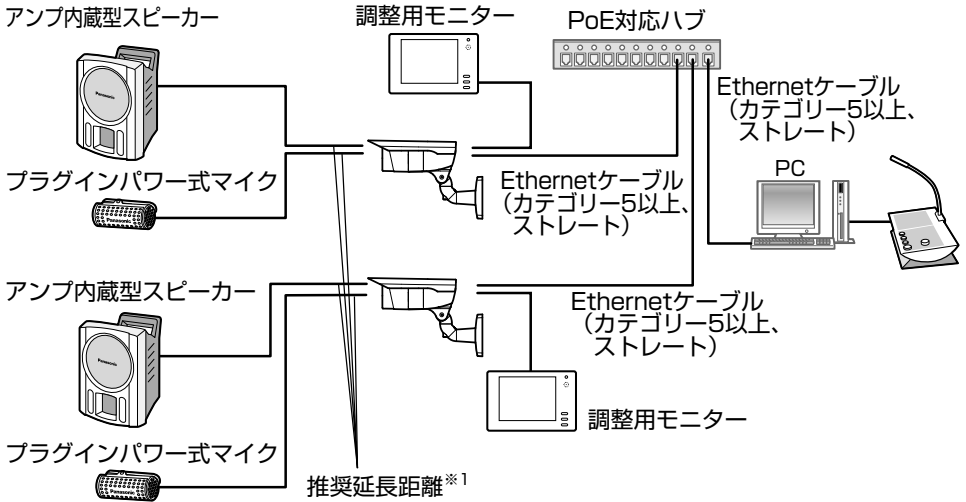 アンプ内蔵型スピーカー
調整用モニター
PoE対応ハブ
Panasonic
Ethernetケーブル
（カテゴリー5以上、
ストレート）
プラグインパワー式マイク
Panasonic
Ethernetケーブル
（カテゴリー5以上、
ストレート）
PC
アンプ内蔵型スピーカー
Panasonic
Ethernetケーブル
（カテゴリー5以上、
ストレート）
調整用モニター
プラグインパワー式マイク
Panasonic
推奨延長距離※1